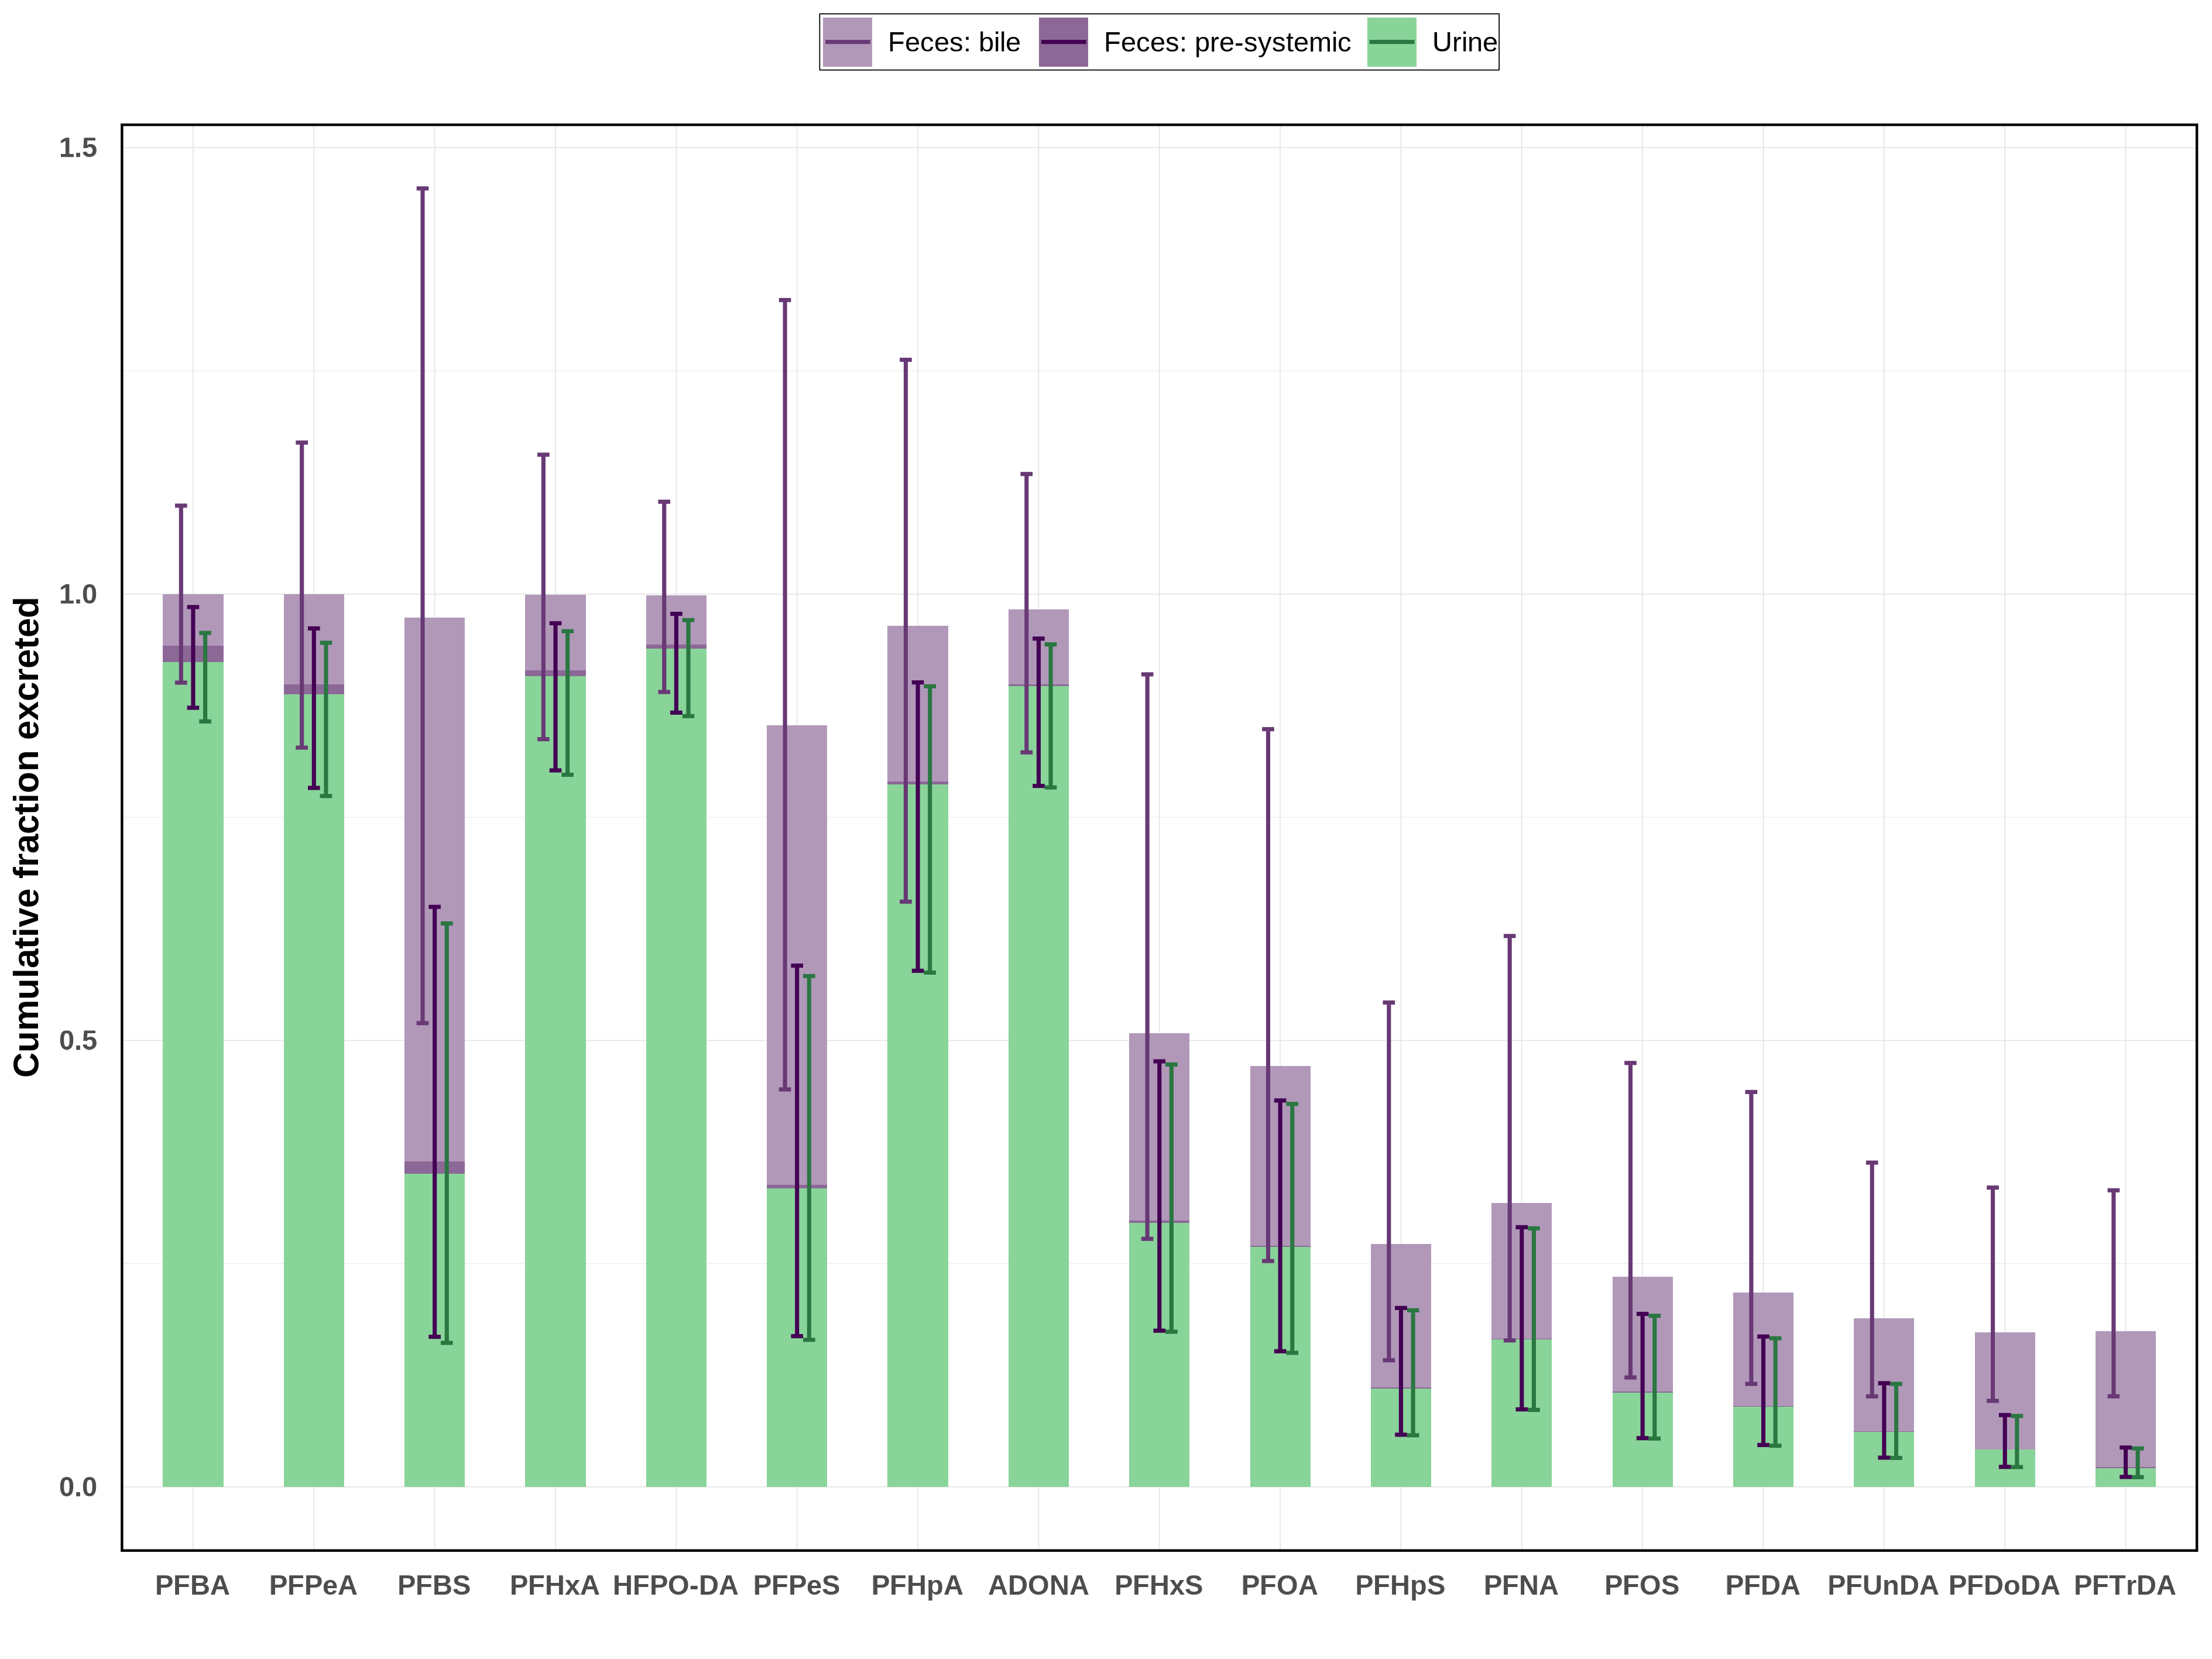 Feces: bile Feces: pre-systemic Urine
Cumulative fraction excreted
1.5
1.0
0.5
0.0
PFBA PFPeA PFBS PFHxA HFPO-DA PFPeS PFHpA ADONA PFHxS PFOA PFHpS PFNA PFOS PFDA PFUnDA PFDoDA PFTrDA